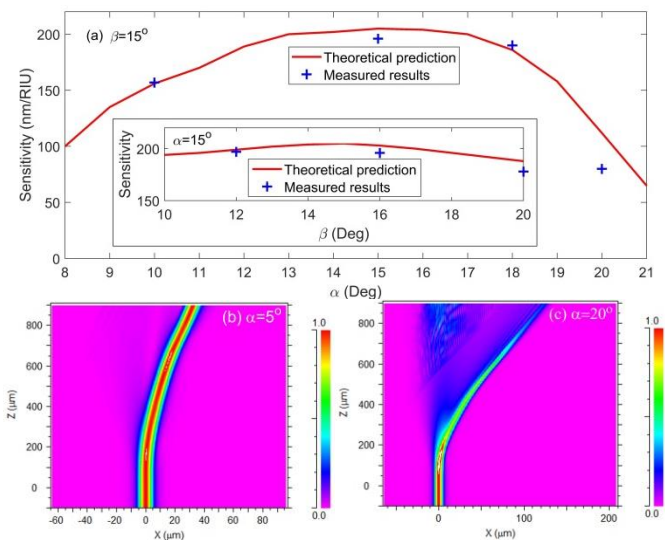 (a) β=15°
Theoretical prediction
Measured results
Sensitivity (nm/RIU)
200
150
100
50
0
α=15°
Theoretical prediction
Measured results
Sensitivity
200
150
10 12 14 16 18 20
β (Deg)
8 9 10 11 12 13 14 15 16 17 18 19 20 21
α (Deg)
(b) α=5°
1.0
0.0
Z (µm)
800
600
400
200
0
-60 -40 -20 0 20 40 60 80
X (µm)
(c) α=20°
1.0
0.0
Z (µm)
800
600
400
200
0
-100 0 100 200
X (µm)